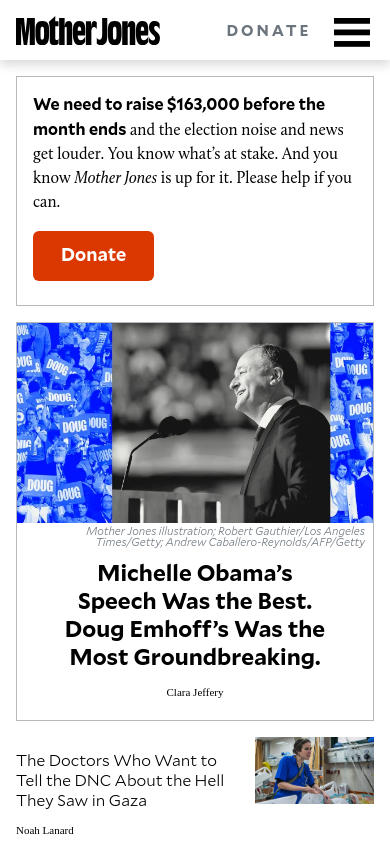 Mother Jones
DONATE
We need to raise $163,000 before the
month ends and the election noise and news
get louder. You know what’s at stake. And you
know Mother Jones is up for it. Please help if you
can.
Donate
DOUG
DOUG
DOUG
DOUG
DOUG
DOUG
DOUG
DOUG
DOUG
Mother Jones illustration; Robert Gauthier/Los Angeles
Times/Getty; Andrew Caballero-Reynolds/AFP/Getty
Michelle Obama’s
Speech Was the Best.
Doug Emhoff’s Was the
Most Groundbreaking.
Clara Jeffery
The Doctors Who Want to
Tell the DNC About the Hell
They Saw in Gaza
Noah Lanard